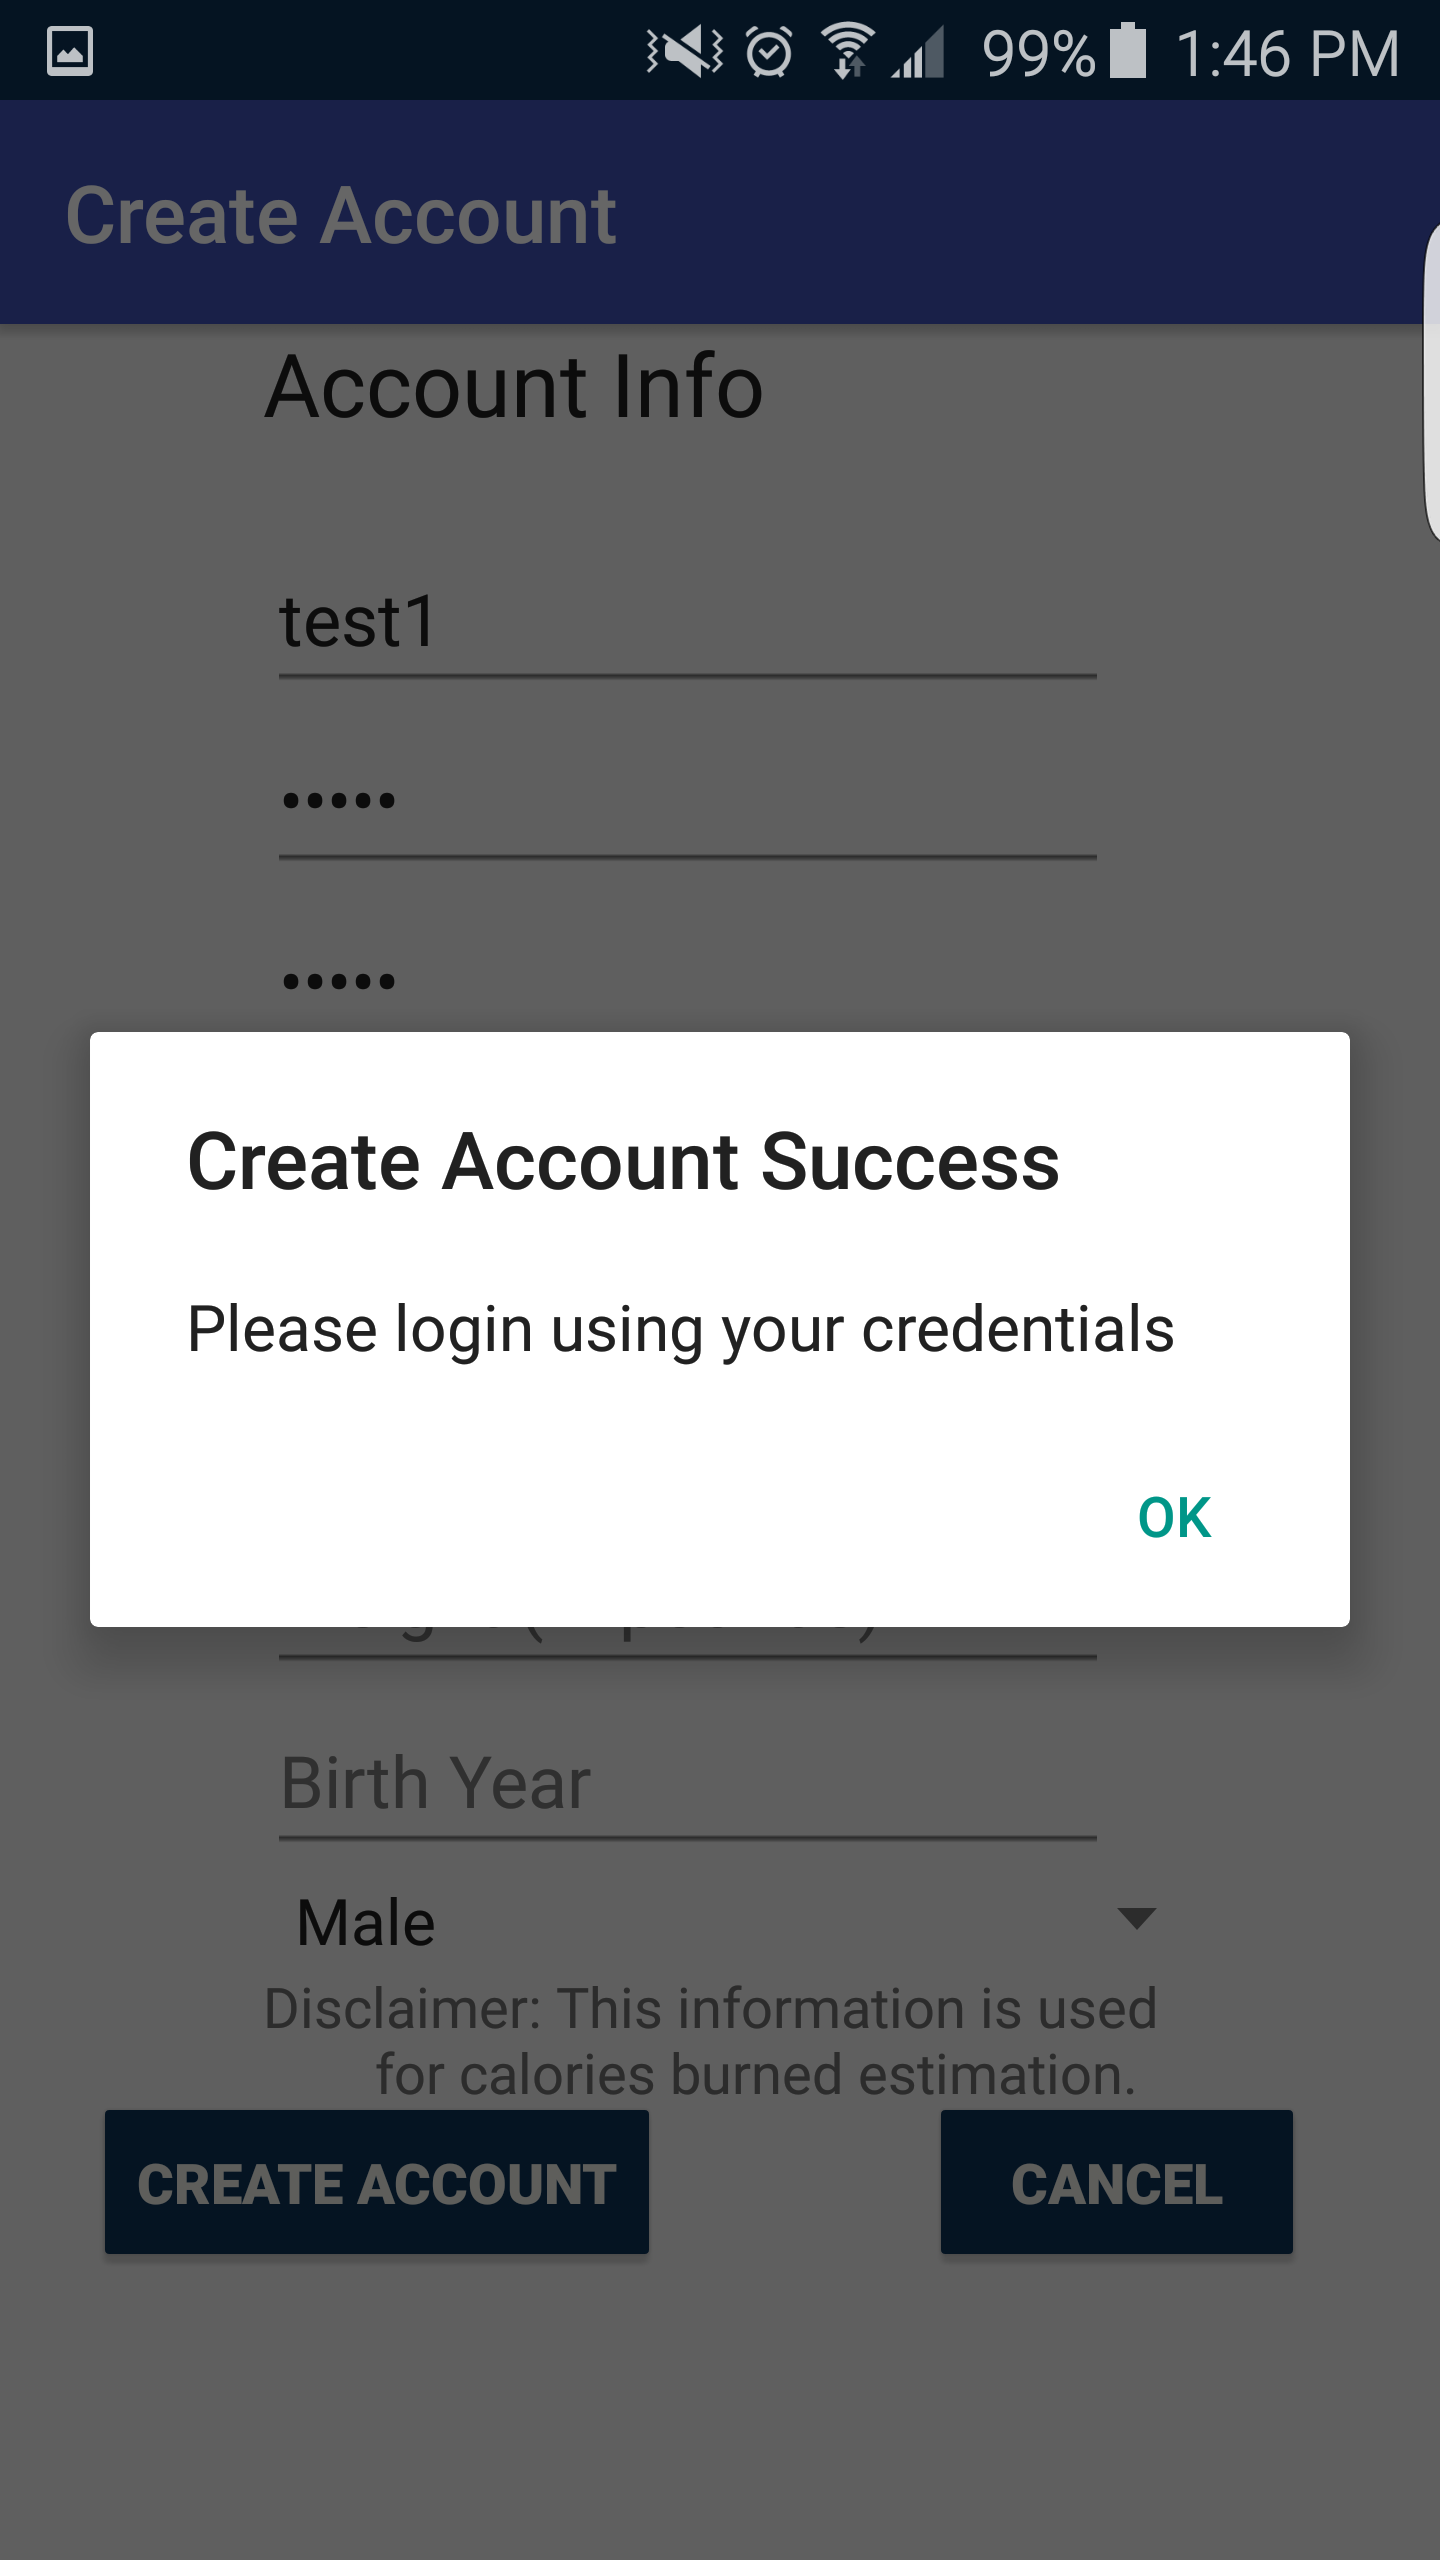 99% 1:46 PM
Create Account
Account Info
test1
•••••
•••••
Create Account Success
Please login using your credentials
OK
Birth Year
Male
Disclaimer: This information is used
for calories burned estimation.
CREATE ACCOUNT CANCEL